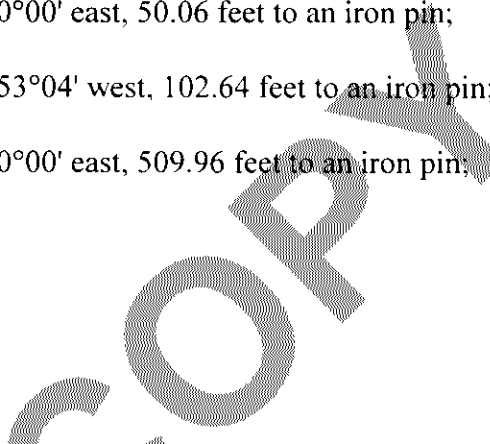 0°00' east, 50.06 feet to an iron pin;
53°04' west, 102.64 feet to an iron pin;
0°00' east, 509.96 feet to an iron pin;
COPY